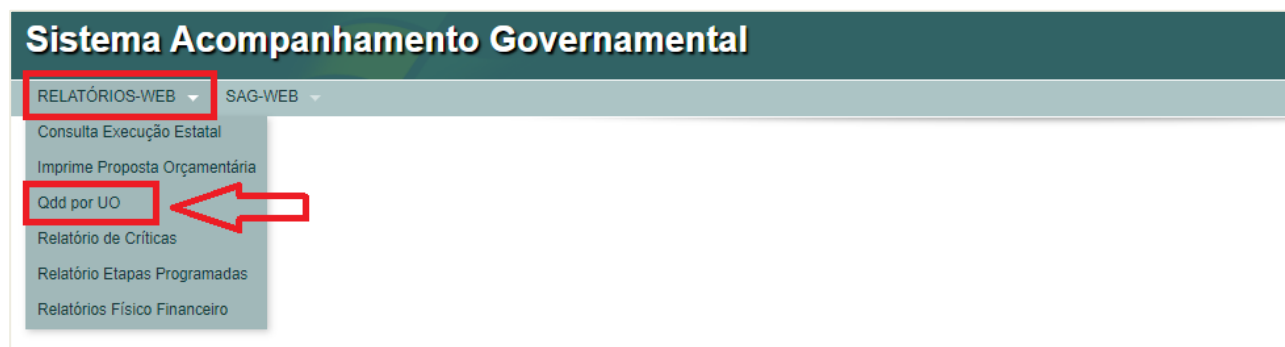 Sistema Acompanhamento Governamental
RELATÓRIOS-WEB SAG-WEB
Consulta Execução Estatal
Imprime Proposta Orçamentária
Qdd por UO
Relatório de Críticas
Relatório Etapas Programadas
Relatórios Físico Financeiro